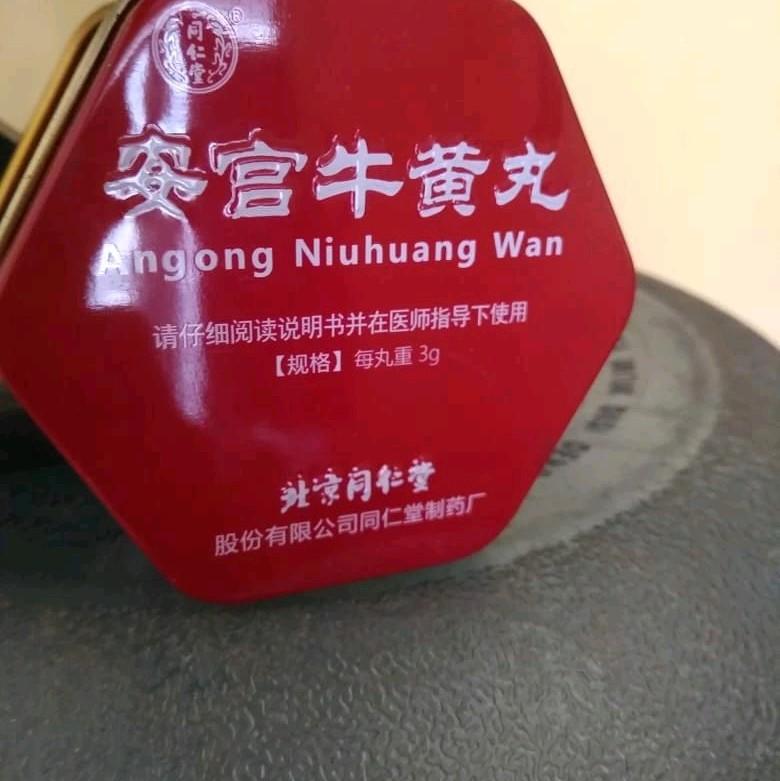 同仁堂
®
安宫牛黄丸
Angong Niuhuang Wan
请仔细阅读说明书并在医师指导下使用
【规格】每丸重 3g
北京同仁堂
股份有限公司同仁堂制药厂